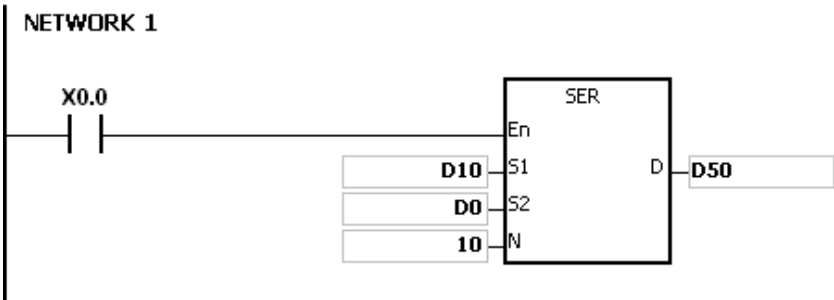 NETWORK 1
X0.0
SER
En
D10 S1 D D50
D0 S2
10 N